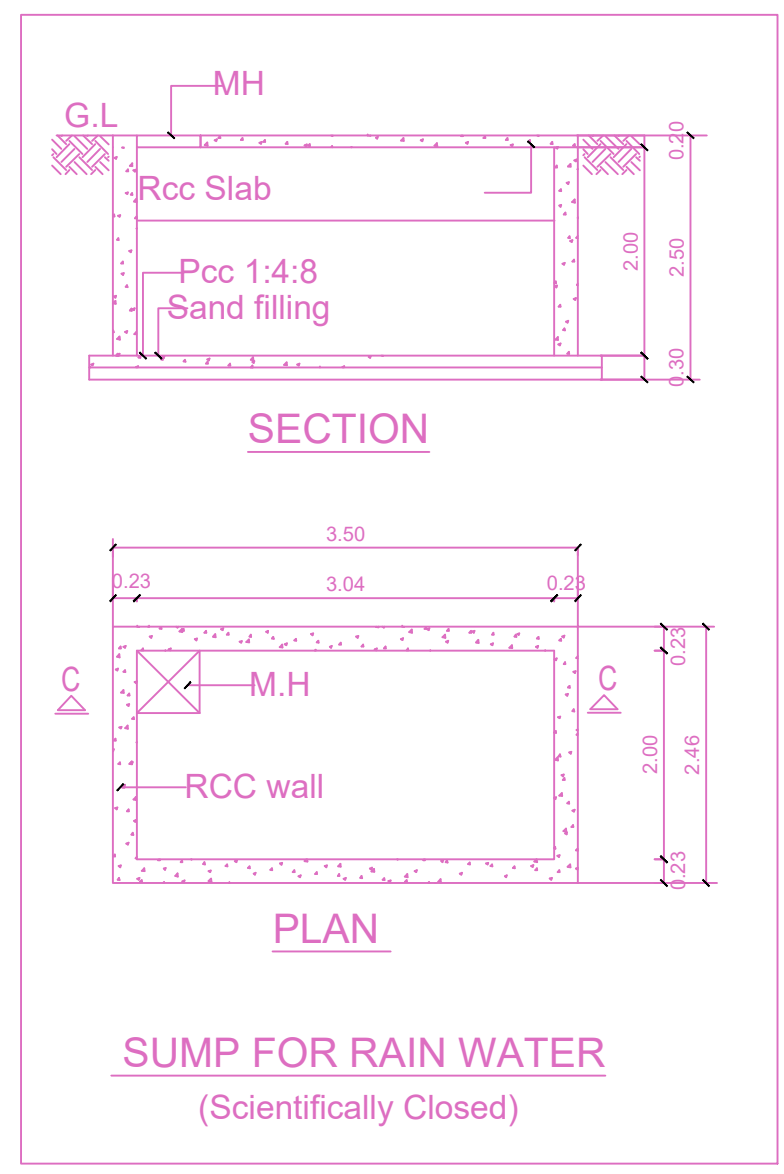 MH
G.L
0.20
Rcc Slab
2.00
2.50
Pcc 1:4:8
Sand filling
0.30
SECTION
3.50
0.23
3.04
0.23
0.23
C
M.H
C
2.00
2.46
RCC wall
0.23
PLAN
SUMP FOR RAIN WATER
(Scientifically Closed)